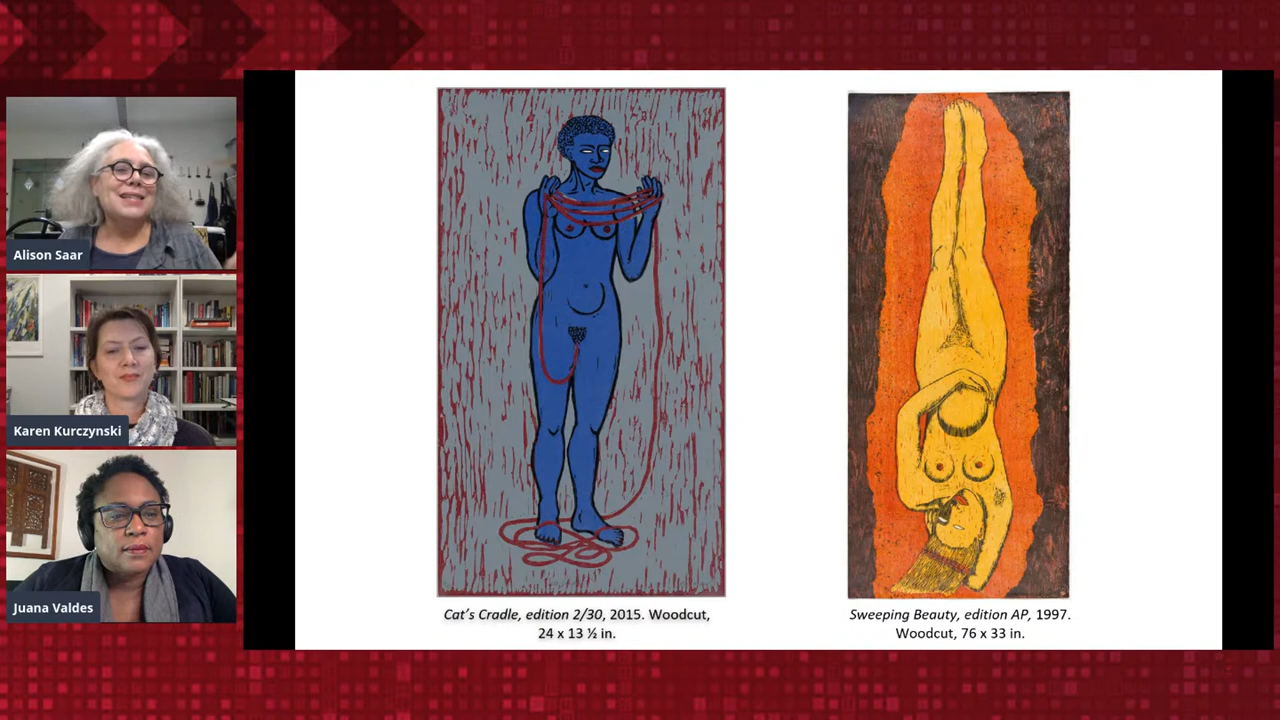 Alison Saar
Karen Kurczynski
Juana Valdes
Cat’s Cradle, edition 2/30, 2015. Woodcut,
24 x 13 ½ in.
Sweeping Beauty, edition AP, 1997.
Woodcut, 76 x 33 in.